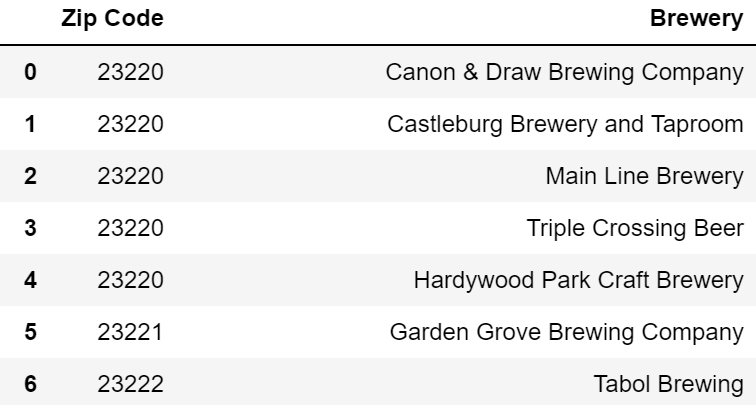 Zip Code Brewery
0 23220 Canon & Draw Brewing Company
1 23220 Castleburg Brewery and Taproom
2 23220 Main Line Brewery
3 23220 Triple Crossing Beer
4 23220 Hardywood Park Craft Brewery
5 23221 Garden Grove Brewing Company
6 23222 Tabol Brewing